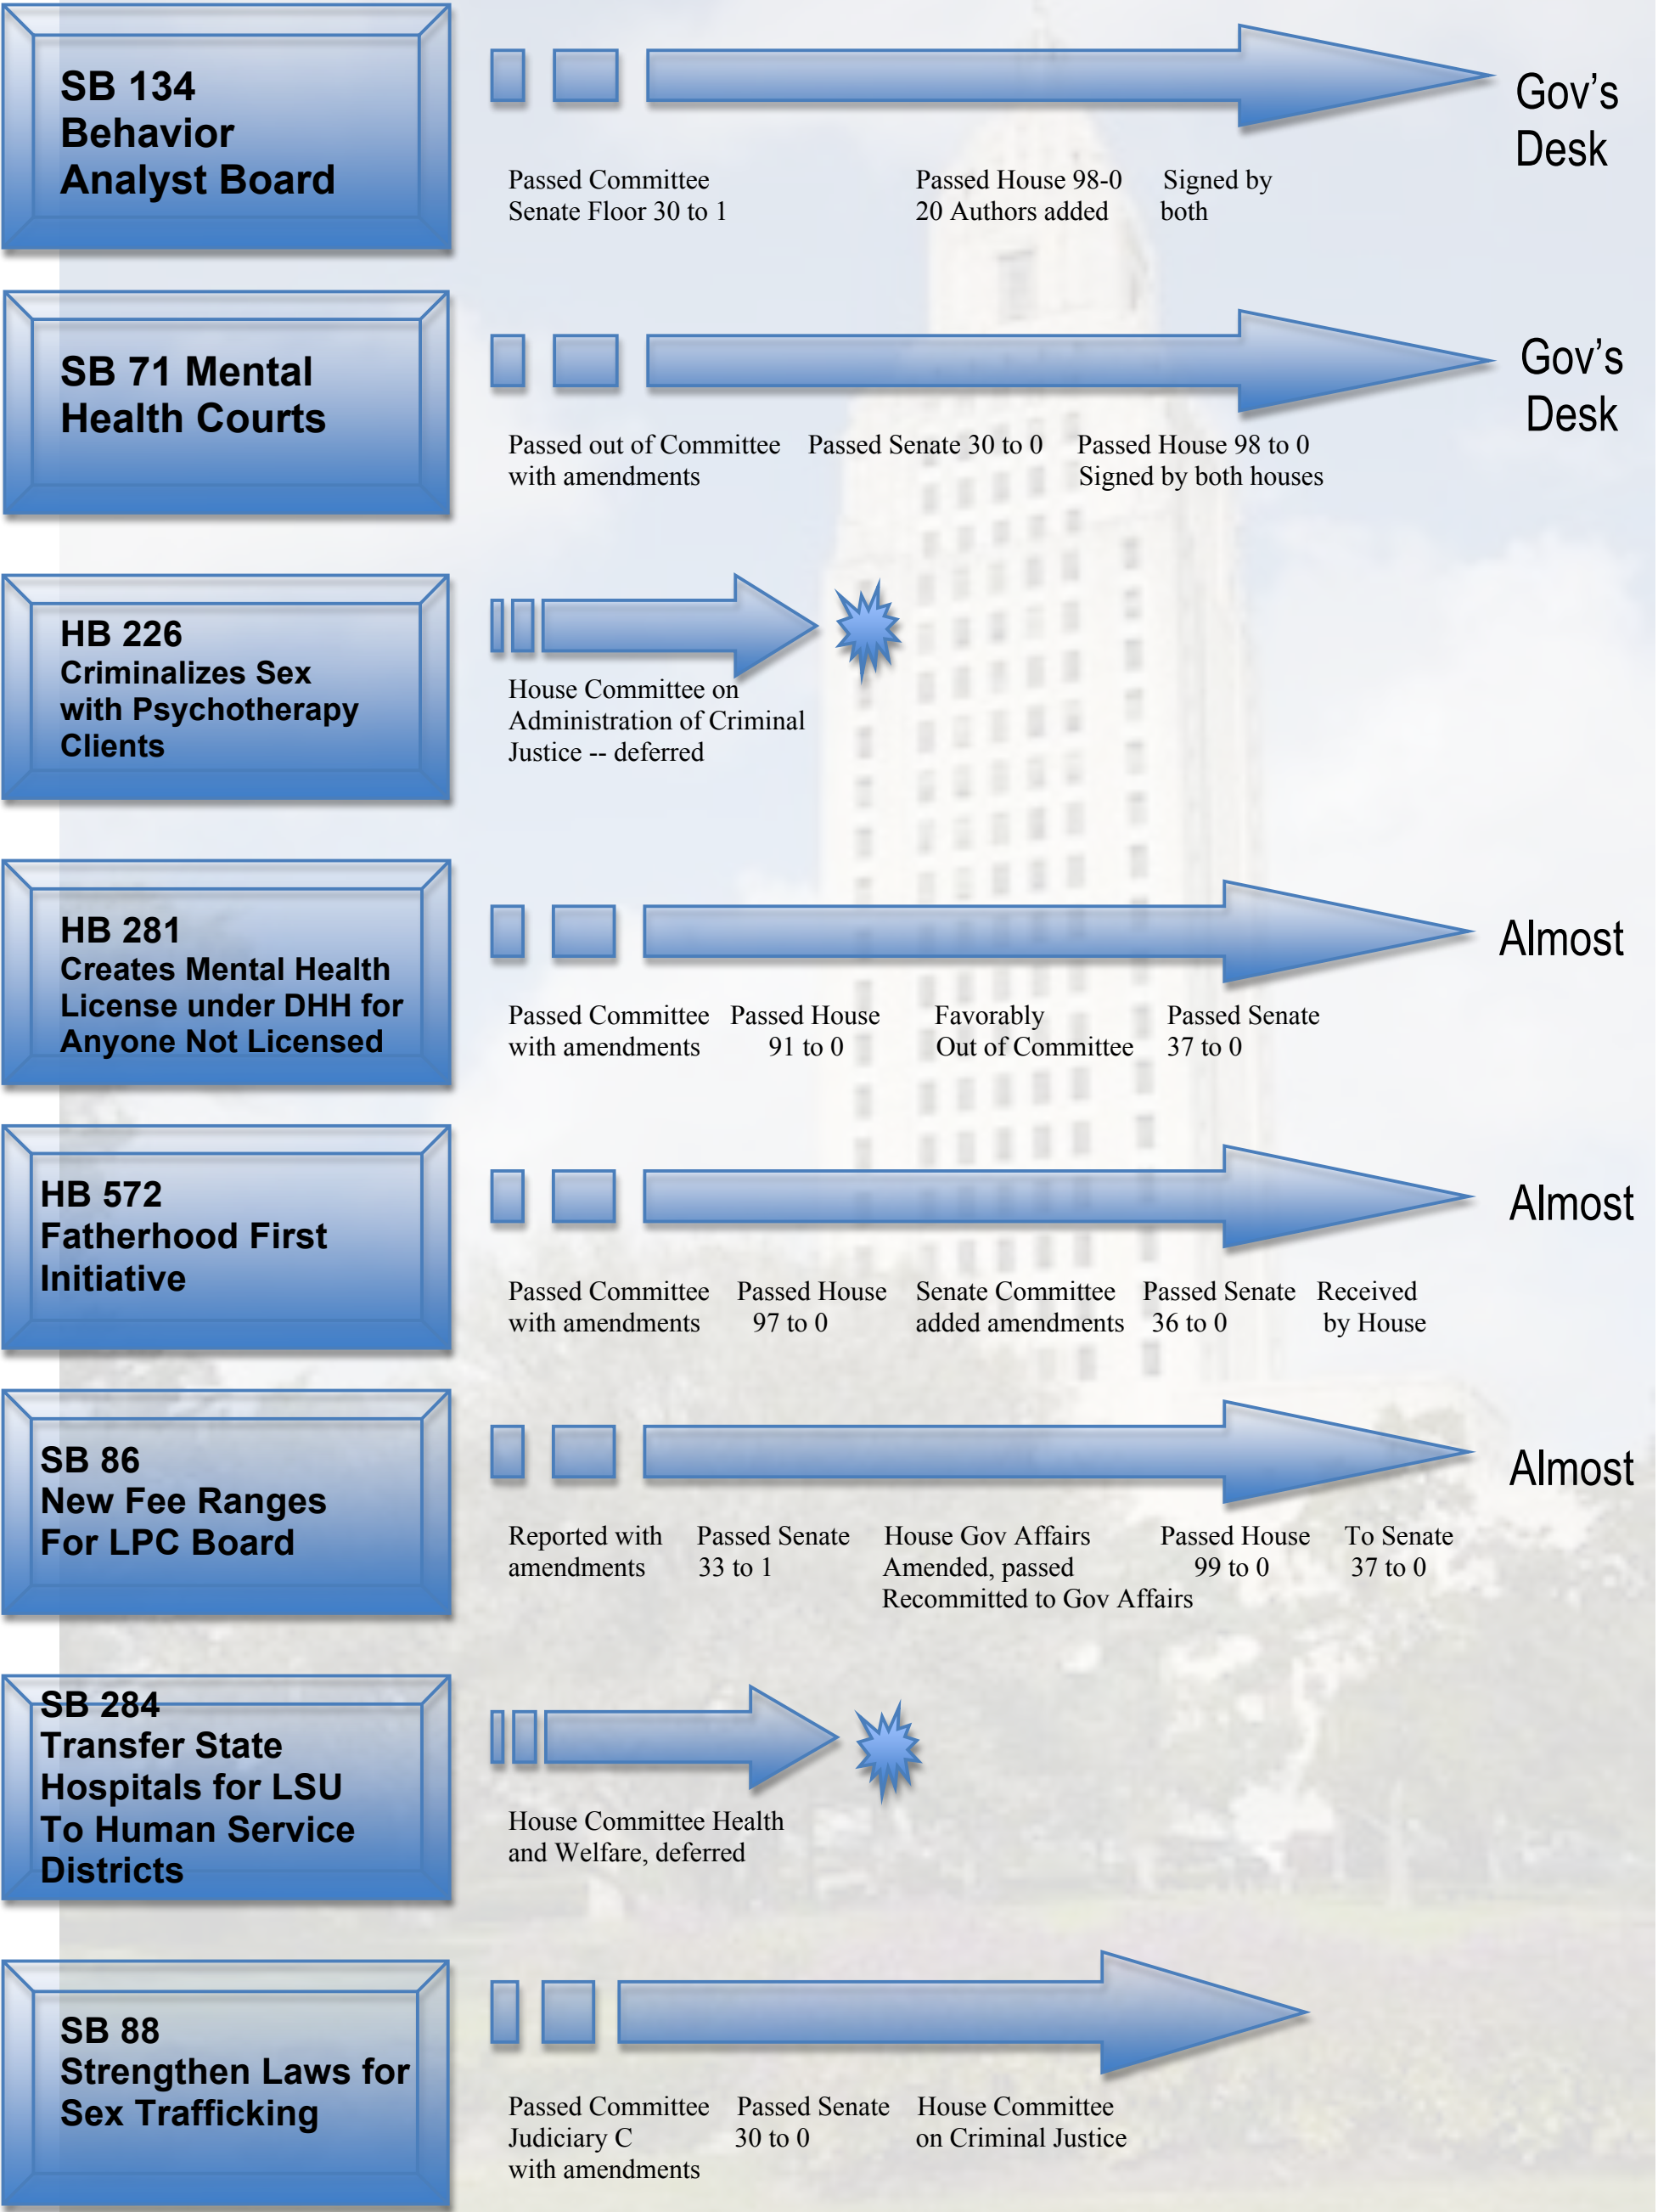 SB 134
Behavior
Analyst Board
Gov's
Desk
Passed Committee
Senate Floor 30 to 1
Passed House 98-0
20 Authors added
Signed by
both
SB 71 Mental
Health Courts
Gov's
Desk
Passed out of Committee
with amendments
Passed Senate 30 to 0
Passed House 98 to 0
Signed by both houses
HB 226
Criminalizes Sex
with Psychotherapy
Clients
House Committee on
Administration of Criminal
Justice -- deferred
HB 281
Creates Mental Health
License under DHH for
Anyone Not Licensed
Almost
Passed Committee
with amendments
Passed House
91 to 0
Favorably
Out of Committee
Passed Senate
37 to 0
HB 572
Fatherhood First
Initiative
Almost
Passed Committee
with amendments
Passed House
97 to 0
Senate Committee
added amendments
Passed Senate
36 to 0
Received
by House
SB 86
New Fee Ranges
For LPC Board
Almost
Reported with
amendments
Passed Senate
33 to 1
House Gov Affairs
Amended, passed
Recommitted to Gov Affairs
Passed House
99 to 0
To Senate
37 to 0
SB 284
Transfer State
Hospitals for LSU
To Human Service
Districts
House Committee Health
and Welfare, deferred
SB 88
Strengthen Laws for
Sex Trafficking
Passed Committee
Judiciary C
with amendments
Passed Senate
30 to 0
House Committee
on Criminal Justice